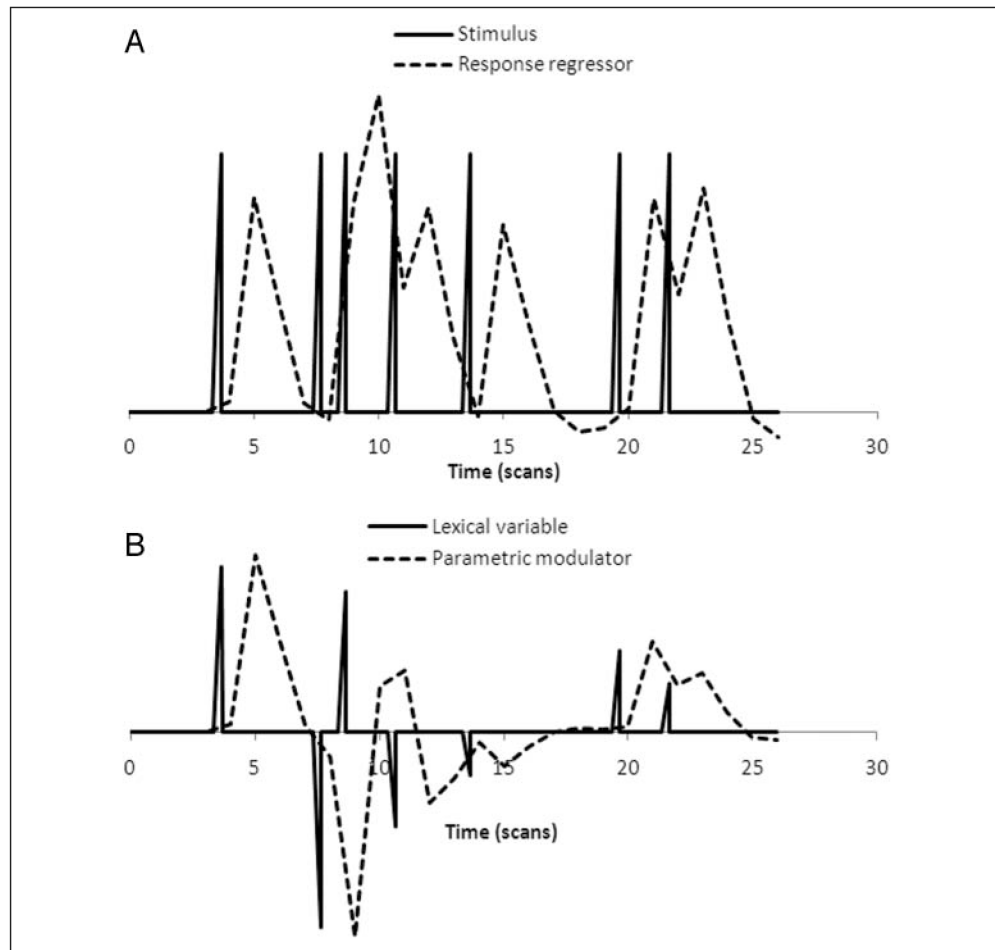 A
Stimulus
Response regressor
0 5 10 15 20 25 30
Time (scans)
B
Lexical variable
Parametric modulator
0 5 10 15 20 25 30
Time (scans)